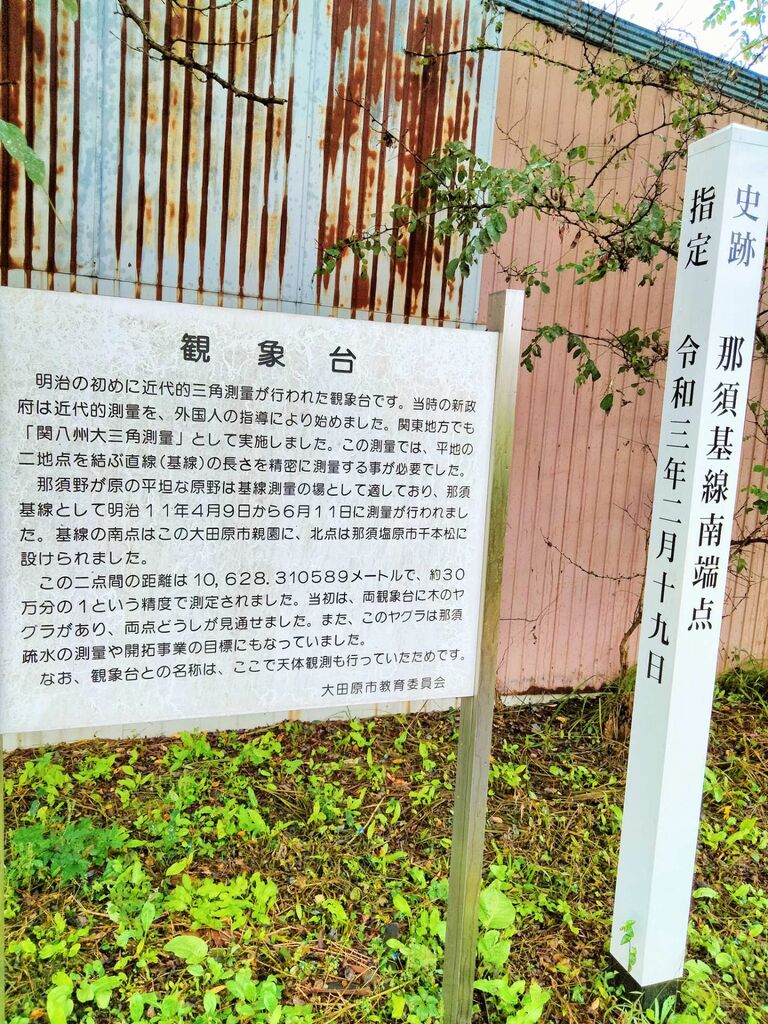 観象台
明治の初めに近代的三角測量が行われた観象台です。当時の新政
府は近代的測量を、外国人の指導により始めました。関東地方でも
「関八州大三角測量」として実施しました。この測量では、平地の
二地点を結ぶ直線(基線)の長さを精密に測量する事が必要でした。
那須野が原の平坦な原野は基線測量の場として適しており、那須
基線として明治11年4月9日から6月11日に測量が行われまし
た。基線の南点はこの大田原市親園に、北点は那須塩原市千本松に
設けられました。
この二点間の距離は10,628.310589メートルで、約30
万分の1という精度で測定されました。当初は、両観象台に木のヤ
グラがあり、両点どうしが見通せました。また、このヤグラは那須
疏水の測量や開拓事業の目標にもなっていました。
なお、観象台との名称は、ここで天体観測も行っていたためです。
大田原市教育委員会
史跡 那須基線南端点
指定 令和三年二月十九日